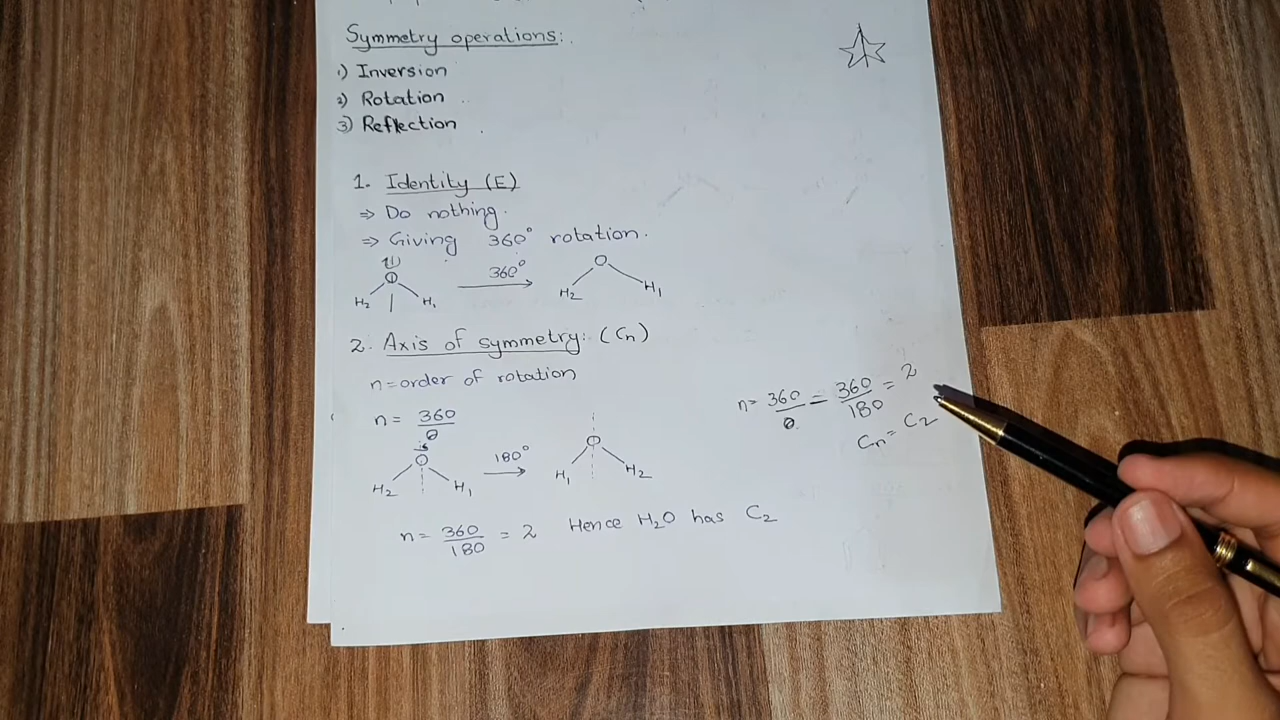 Symmetry operations:.
1) Inversion
2) Rotation
3) Reflection
1. Identity (E)
⇒ Do nothing.
⇒ Giving 360° rotation.
O H2 H1 360° O H2 H1
2. Axis of symmetry: (Cn)
n=order of rotation
n = 360/θ
O H2 H1 180° O H1 H2
n = 360/180 = 2 Hence H2O has C2
n= 360/θ = 360/180 = 2
Cn = C2